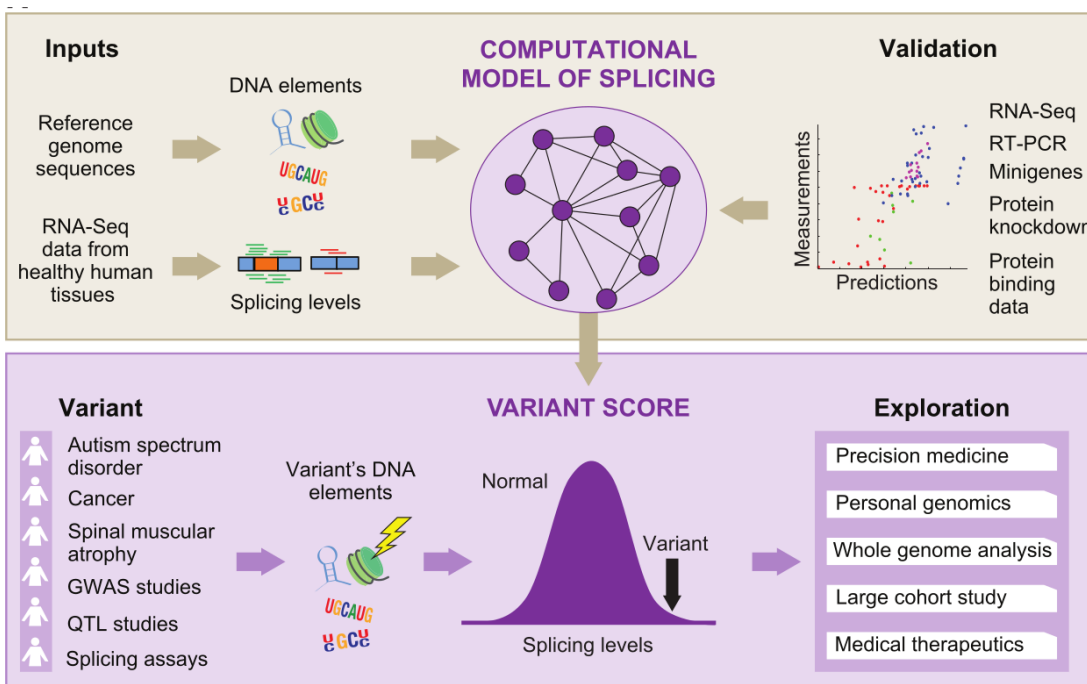 Inputs
COMPUTATIONAL
MODEL OF SPLICING
Validation
Reference
genome
sequences
DNA elements
UGCAUG
UGCU
C C
RNA-Seq
data from
healthy human
tissues
Splicing levels
Measurements
Predictions
RNA-Seq
RT-PCR
Minigenes
Protein
knockdown
Protein
binding
data
Variant
Autism spectrum
disorder
Cancer
Spinal muscular
atrophy
GWAS studies
QTL studies
Splicing assays
Variant's DNA
elements
UGCAUG
UGCU
C C
VARIANT SCORE
Normal
Variant
Splicing levels
Exploration
Precision medicine
Personal genomics
Whole genome analysis
Large cohort study
Medical therapeutics